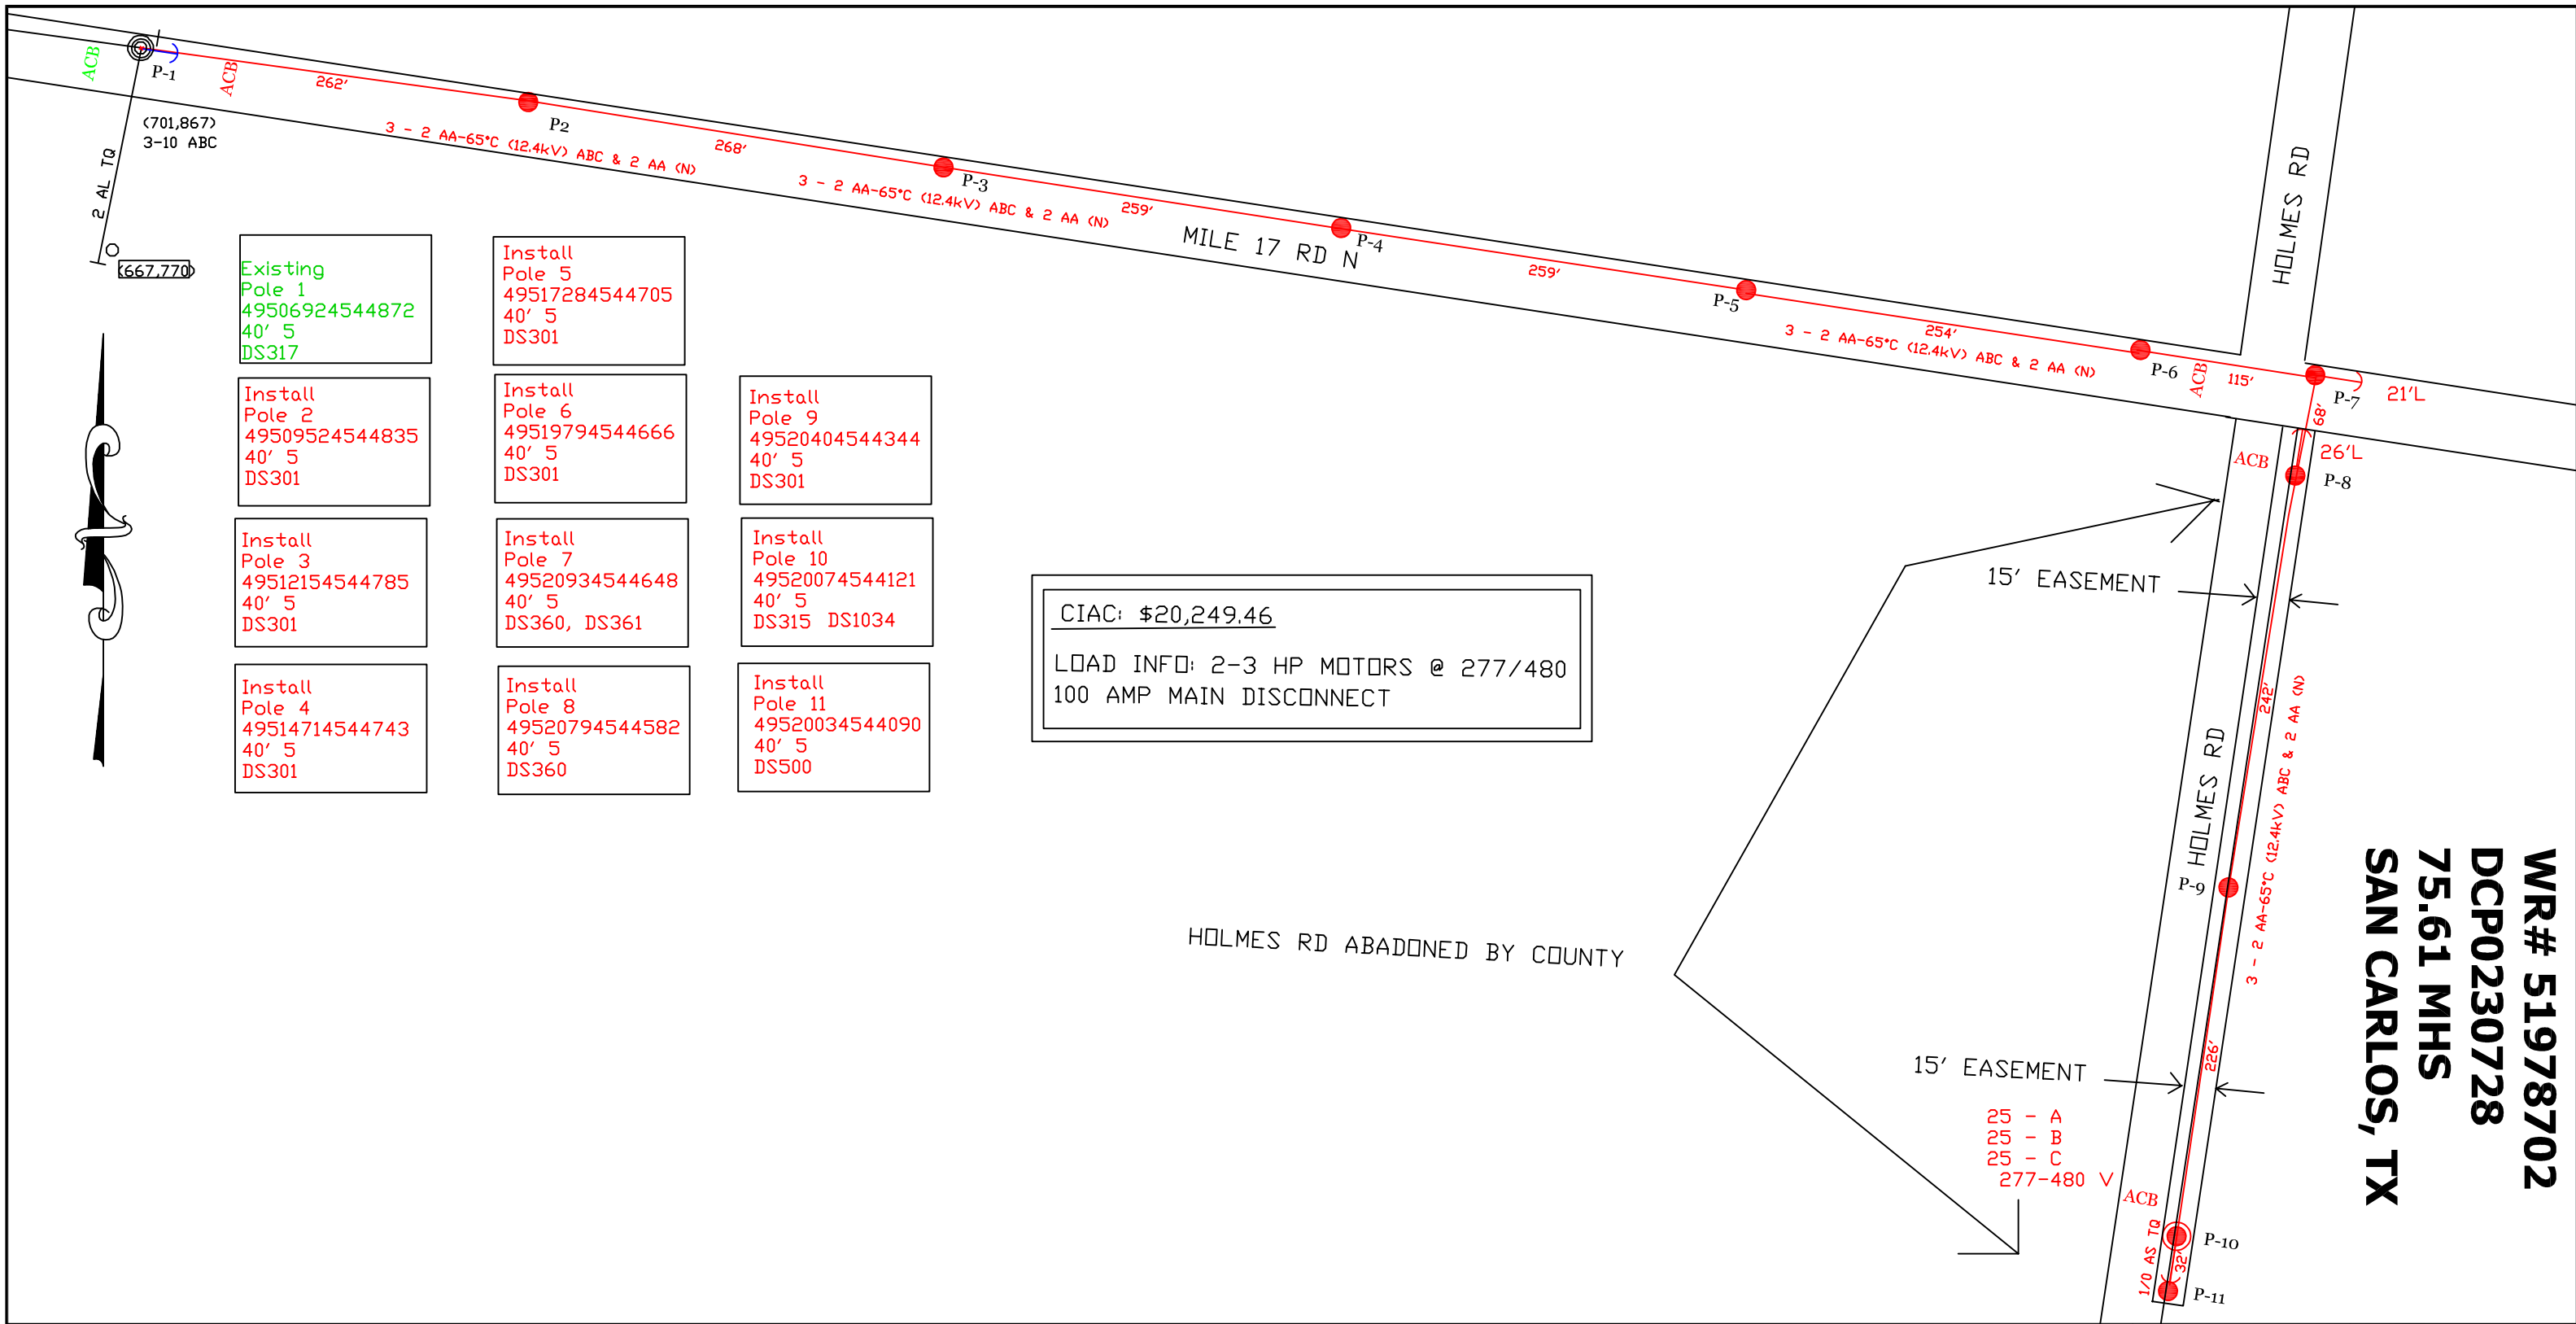 ACB
P-1
ACB
262'
P2
(701,867)
3-10 ABC
2 AL TQ
(667,770)
3 - 2 AA-65°C (12.4kV) ABC & 2 AA (N)
268'
P-3
3 - 2 AA-65°C (12.4kV) ABC & 2 AA (N)
259'
P-4
MILE 17 RD N
259'
P-5
254'
3 - 2 AA-65°C (12.4kV) ABC & 2 AA (N)
P-6
ACB
115'
HOLMES RD
P-7
21'L
68'
26'L
ACB
P-8
Existing
Pole 1
49506924544872
40' 5
DS317
Install
Pole 5
49517284544705
40' 5
DS301
Install
Pole 2
49509524544835
40' 5
DS301
Install
Pole 6
49519794544666
40' 5
DS301
Install
Pole 9
49520404544344
40' 5
DS301
Install
Pole 3
49512154544785
40' 5
DS301
Install
Pole 7
49520934544648
40' 5
DS360, DS361
Install
Pole 10
49520074544121
40' 5
DS315 DS1034
Install
Pole 4
49514714544743
40' 5
DS301
Install
Pole 8
49520794544582
40' 5
DS360
Install
Pole 11
49520034544090
40' 5
DS500
CIAC: $20,249.46
LOAD INFO: 2-3 HP MOTORS @ 277/480
100 AMP MAIN DISCONNECT
15' EASEMENT
242'
3 - 2 AA-65°C (12.4kV) ABC & 2 AA (N)
HOLMES RD
P-9
HOLMES RD ABADONED BY COUNTY
226'
15' EASEMENT
25 - A
25 - B
25 - C
277-480 V
ACB
1/0 AS TQ
P-10
32'
P-11
WR# 51978702
DCP0230728
75.61 MHS
SAN CARLOS, TX